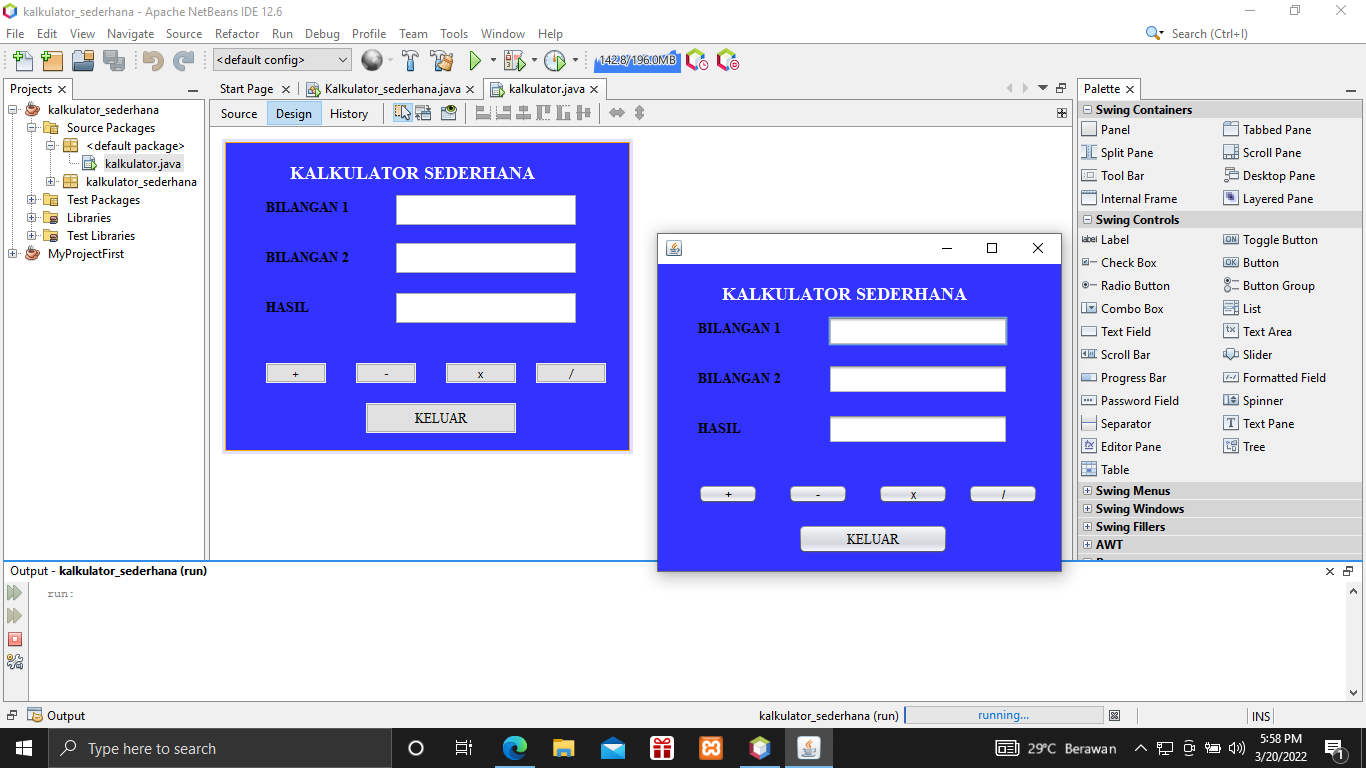 kalkulator_sederhana - Apache NetBeans IDE 12.6
File Edit View Navigate Source Refactor Run Debug Profile Team Tools Window Help
Search (Ctrl+I)
<default config>
142.8/196.0MB
Projects
kalkulator_sederhana
Source Packages
<default package>
kalkulator.java
kalkulator_sederhana
Test Packages
Libraries
Test Libraries
MyProjectFirst
Start Page Kalkulator_sederhana.java kalkulator.java
Source Design History
KALKULATOR SEDERHANA
BILANGAN 1
BILANGAN 2
HASIL
+ - x /
KELUAR
KALKULATOR SEDERHANA
BILANGAN 1
BILANGAN 2
HASIL
+ - x /
KELUAR
Palette
Swing Containers
Panel Tabbed Pane
Split Pane Scroll Pane
Tool Bar Desktop Pane
Internal Frame Layered Pane
Swing Controls
label Label ON Toggle Button
Check Box OK Button
Radio Button Button Group
Combo Box List
Text Field Text Area
Scroll Bar Slider
Progress Bar Formatted Field
Password Field Spinner
Separator Text Pane
Editor Pane Tree
Table
Swing Menus
Swing Windows
Swing Fillers
AWT
Output - kalkulator_sederhana (run)
run:
Output
kalkulator_sederhana (run) running... INS
Type here to search
29°C Berawan
5:58 PM
3/20/2022
1